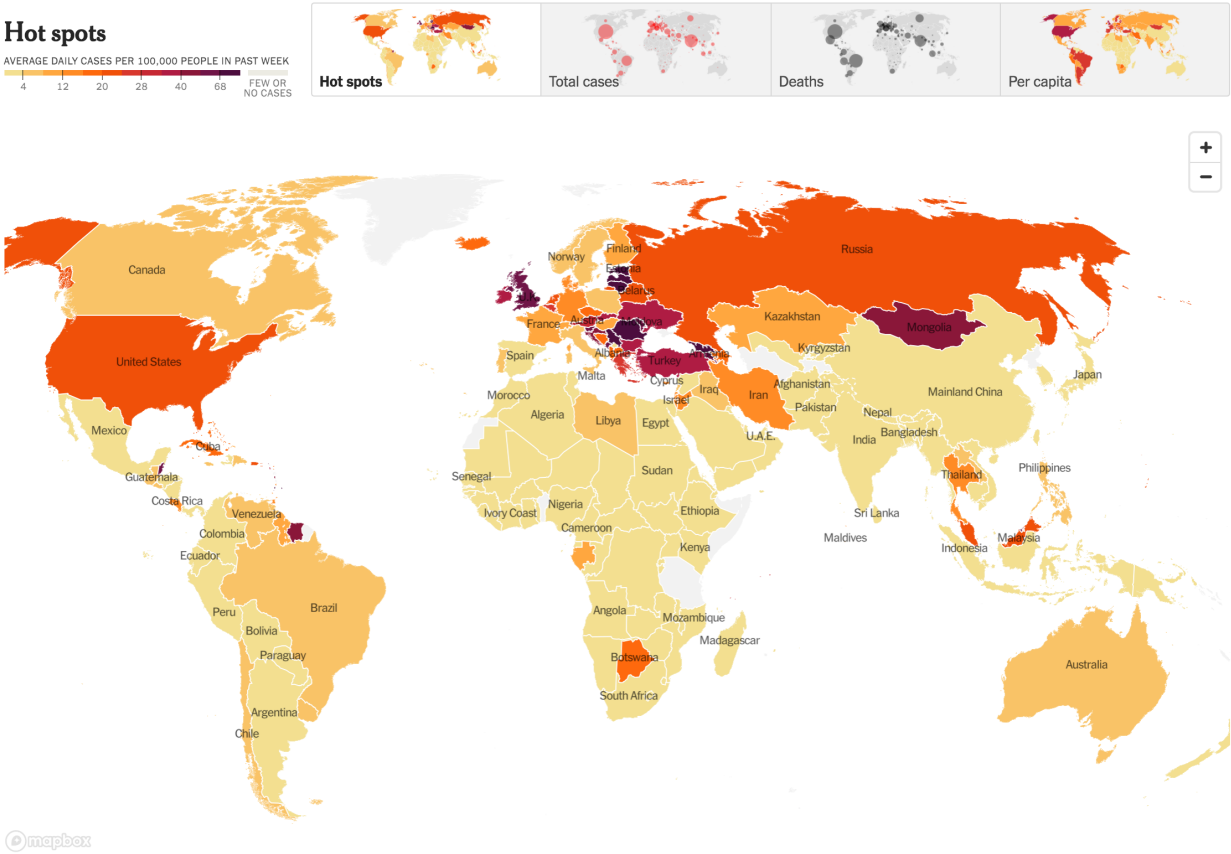 Hot spots
AVERAGE DAILY CASES PER 100,000 PEOPLE IN PAST WEEK
4 12 20 28 40 68 FEW OR
NO CASES
Hot spots
Total cases
Deaths
Per capita
+
−
Canada
United States
Mexico
Cuba
Guatemala
Costa Rica
Venezuela
Colombia
Ecuador
Peru
Brazil
Bolivia
Paraguay
Argentina
Chile
Norway
Finland
Estonia
Belarus
U.K.
Austria
Moldova
France
Spain
Albania
Malta
Turkey
Armenia
Cyprus
Russia
Kazakhstan
Mongolia
Kyrgyzstan
Japan
Mainland China
Morocco
Algeria
Libya
Egypt
Israel
Iraq
Iran
Afghanistan
Pakistan
Nepal
U.A.E.
India
Bangladesh
Senegal
Sudan
Thailand
Philippines
Ivory Coast
Nigeria
Ethiopia
Cameroon
Kenya
Sri Lanka
Maldives
Indonesia
Malaysia
Angola
Mozambique
Madagascar
Botswana
South Africa
Australia
mapbox